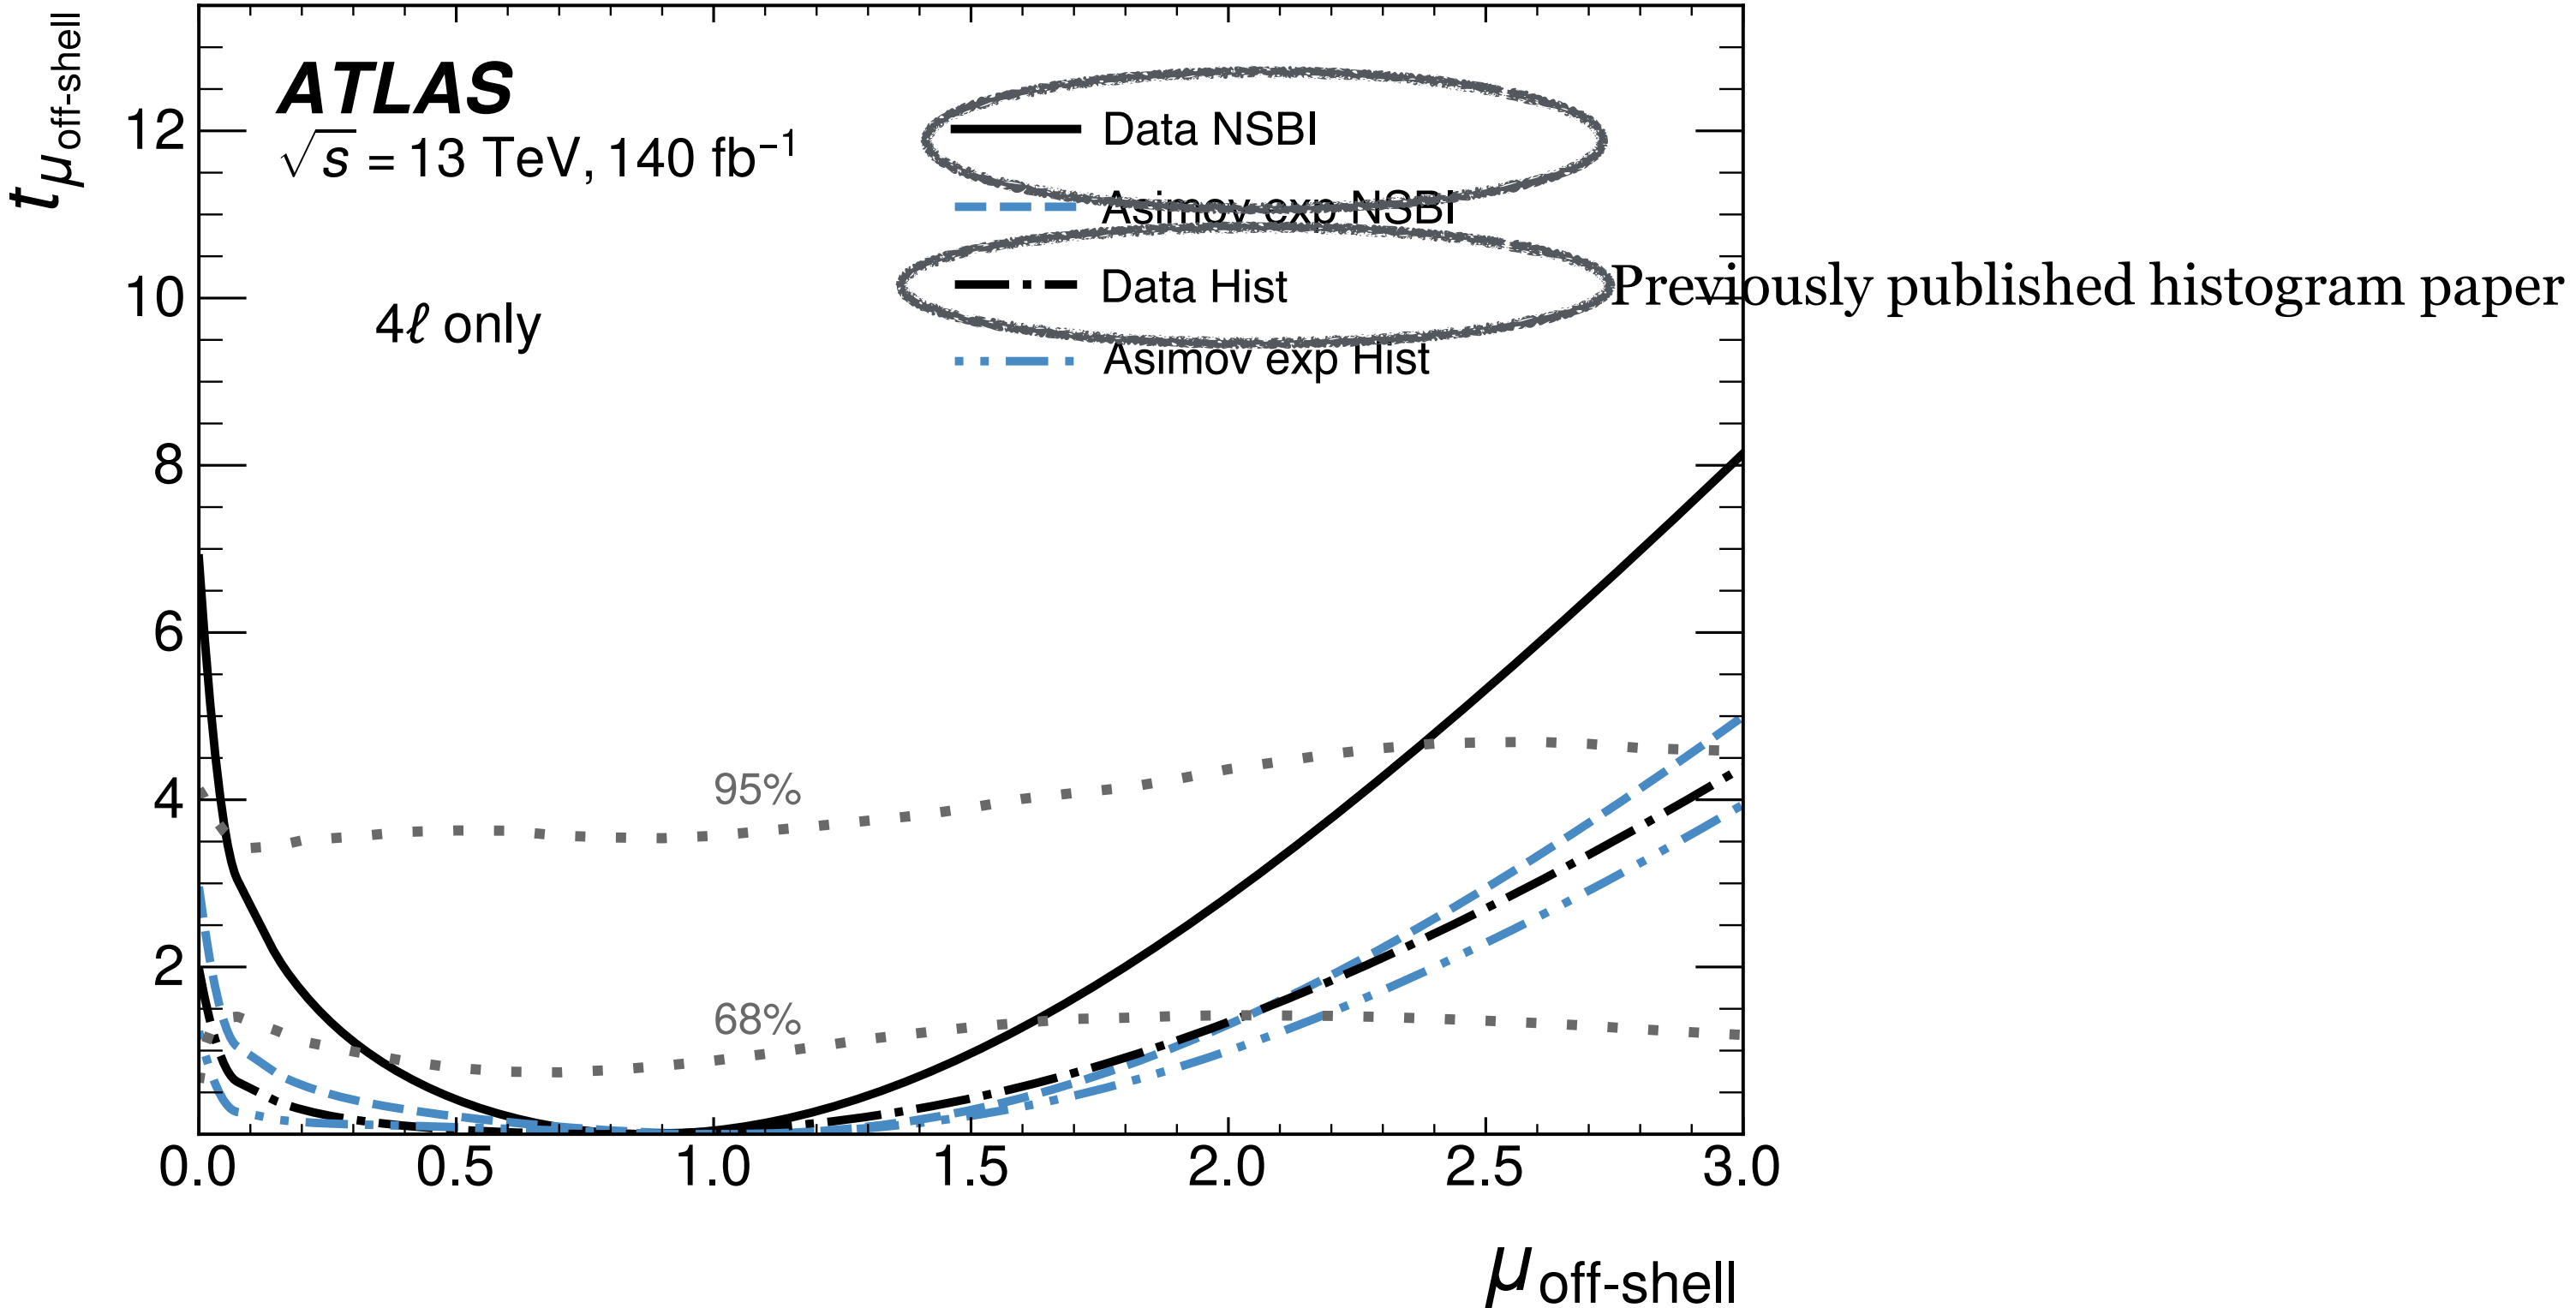 ATLAS
√s = 13 TeV, 140 fb⁻¹
4ℓ only
Data NSBI
Asimov exp NSBI
Data Hist
Previously published histogram paper
Asimov exp Hist
t_μ_off-shell
12
10
8
6
4
2
95%
68%
0.0 0.5 1.0 1.5 2.0 2.5 3.0
μ_off-shell